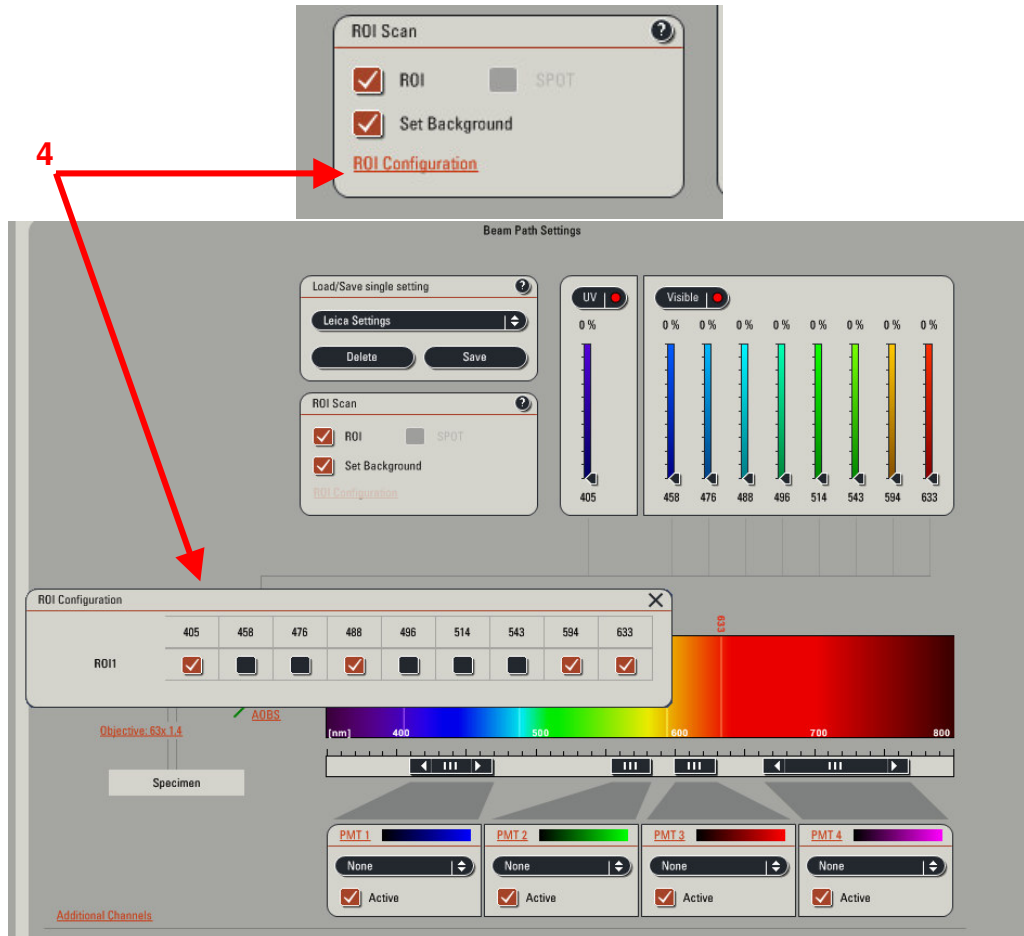 ROI Scan ?
ROI SPOT
Set Background
ROI Configuration
4
Beam Path Settings
Load/Save single setting ?
Leica Settings
Delete Save
ROI Scan ?
ROI SPOT
Set Background
ROI Configuration
UV Visible
0 % 0 % 0 % 0 % 0 % 0 % 0 % 0 % 0 %
405 458 476 488 496 514 543 594 633
ROI Configuration
405 458 476 488 496 514 543 594 633
ROI1
633
AOBS
Objective: 63x 1.4
[nm] 400 500 600 700 800
Specimen
PMT 1 PMT 2 PMT 3 PMT 4
None None None None
Active Active Active Active
Additional Channels